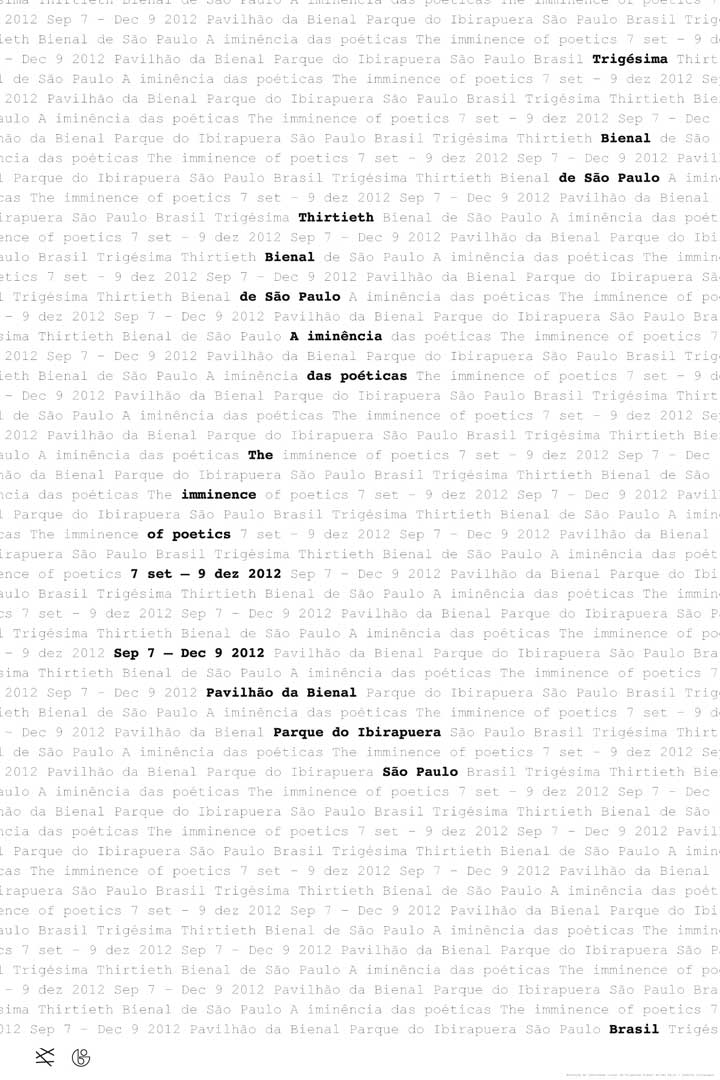 2012 Sep 7 – Dec 9 2012 Pavilhão da Bienal Parque do Ibirapuera São Paulo Brasil Trig
ieth Bienal de São Paulo A iminência das poéticas The imminence of poetics 7 set – 9 d
– Dec 9 2012 Pavilhão da Bienal Parque do Ibirapuera São Paulo Brasil Trigésima Thirt
l de São Paulo A iminência das poéticas The imminence of poetics 7 set – 9 dez 2012 Se
2012 Pavilhão da Bienal Parque do Ibirapuera São Paulo Brasil Trigésima Thirtieth Bie
aulo A iminência das poéticas The imminence of poetics 7 set – 9 dez 2012 Sep 7 – Dec
hão da Bienal Parque do Ibirapuera São Paulo Brasil Trigésima Thirtieth Bienal de São
ncia das poéticas The imminence of poetics 7 set – 9 dez 2012 Sep 7 – Dec 9 2012 Pavil
l Parque do Ibirapuera São Paulo Brasil Trigésima Thirtieth Bienal de São Paulo A imin
cas The imminence of poetics 7 set – 9 dez 2012 Sep 7 – Dec 9 2012 Pavilhão da Bienal
irapuera São Paulo Brasil Trigésima Thirtieth Bienal de São Paulo A iminência das poét
ence of poetics 7 set – 9 dez 2012 Sep 7 – Dec 9 2012 Pavilhão da Bienal Parque do Ibi
aulo Brasil Trigésima Thirtieth Bienal de São Paulo A iminência das poéticas The immin
etics 7 set – 9 dez 2012 Sep 7 – Dec 9 2012 Pavilhão da Bienal Parque do Ibirapuera Sã
l Trigésima Thirtieth Bienal de São Paulo A iminência das poéticas The imminence of po
– 9 dez 2012 Sep 7 – Dec 9 2012 Pavilhão da Bienal Parque do Ibirapuera São Paulo Bra
sima Thirtieth Bienal de São Paulo A iminência das poéticas The imminence of poetics 7
2012 Sep 7 – Dec 9 2012 Pavilhão da Bienal Parque do Ibirapuera São Paulo Brasil Trig
ieth Bienal de São Paulo A iminência das poéticas The imminence of poetics 7 set – 9 d
– Dec 9 2012 Pavilhão da Bienal Parque do Ibirapuera São Paulo Brasil Trigésima Thirt
l de São Paulo A iminência das poéticas The imminence of poetics 7 set – 9 dez 2012 Se
2012 Pavilhão da Bienal Parque do Ibirapuera São Paulo Brasil Trigésima Thirtieth Bie
aulo A iminência das poéticas The imminence of poetics 7 set – 9 dez 2012 Sep 7 – Dec
hão da Bienal Parque do Ibirapuera São Paulo Brasil Trigésima Thirtieth Bienal de São
ncia das poéticas The imminence of poetics 7 set – 9 dez 2012 Sep 7 – Dec 9 2012 Pavil
l Parque do Ibirapuera São Paulo Brasil Trigésima Thirtieth Bienal de São Paulo A imin
cas The imminence of poetics 7 set – 9 dez 2012 Sep 7 – Dec 9 2012 Pavilhão da Bienal
irapuera São Paulo Brasil Trigésima Thirtieth Bienal de São Paulo A iminência das poét
ence of poetics 7 set – 9 dez 2012 Sep 7 – Dec 9 2012 Pavilhão da Bienal Parque do Ibi
aulo Brasil Trigésima Thirtieth Bienal de São Paulo A iminência das poéticas The immin
cs 7 set – 9 dez 2012 Sep 7 – Dec 9 2012 Pavilhão da Bienal Parque do Ibirapuera São P
l Trigésima Thirtieth Bienal de São Paulo A iminência das poéticas The imminence of po
– 9 dez 2012 Sep 7 – Dec 9 2012 Pavilhão da Bienal Parque do Ibirapuera São Paulo Bra
sima Thirtieth Bienal de São Paulo A iminência das poéticas The imminence of poetics 7
2012 Sep 7 – Dec 9 2012 Pavilhão da Bienal Parque do Ibirapuera São Paulo Brasil Trig
ieth Bienal de São Paulo A iminência das poéticas The imminence of poetics 7 set – 9 d
– Dec 9 2012 Pavilhão da Bienal Parque do Ibirapuera São Paulo Brasil Trigésima Thirt
l de São Paulo A iminência das poéticas The imminence of poetics 7 set – 9 dez 2012 Se
2012 Pavilhão da Bienal Parque do Ibirapuera São Paulo Brasil Trigésima Thirtieth Bie
aulo A iminência das poéticas The imminence of poetics 7 set – 9 dez 2012 Sep 7 – Dec
hão da Bienal Parque do Ibirapuera São Paulo Brasil Trigésima Thirtieth Bienal de São
ncia das poéticas The imminence of poetics 7 set – 9 dez 2012 Sep 7 – Dec 9 2012 Pavil
l Parque do Ibirapuera São Paulo Brasil Trigésima Thirtieth Bienal de São Paulo A imin
cas The imminence of poetics 7 set – 9 dez 2012 Sep 7 – Dec 9 2012 Pavilhão da Bienal
irapuera São Paulo Brasil Trigésima Thirtieth Bienal de São Paulo A iminência das poét
ence of poetics 7 set – 9 dez 2012 Sep 7 – Dec 9 2012 Pavilhão da Bienal Parque do Ibi
aulo Brasil Trigésima Thirtieth Bienal de São Paulo A iminência das poéticas The immin
cs 7 set – 9 dez 2012 Sep 7 – Dec 9 2012 Pavilhão da Bienal Parque do Ibirapuera São P
l Trigésima Thirtieth Bienal de São Paulo A iminência das poéticas The imminence of po
– 9 dez 2012 Sep 7 – Dec 9 2012 Pavilhão da Bienal Parque do Ibirapuera São Paulo Bra
sima Thirtieth Bienal de São Paulo A iminência das poéticas The imminence of poetics 7
012 Sep 7 – Dec 9 2012 Pavilhão da Bienal Parque do Ibirapuera São Paulo Brasil Trigés